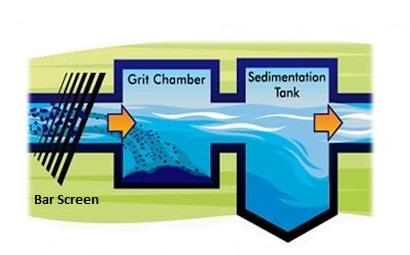 Grit Chamber
Sedimentation
Tank
Bar Screen